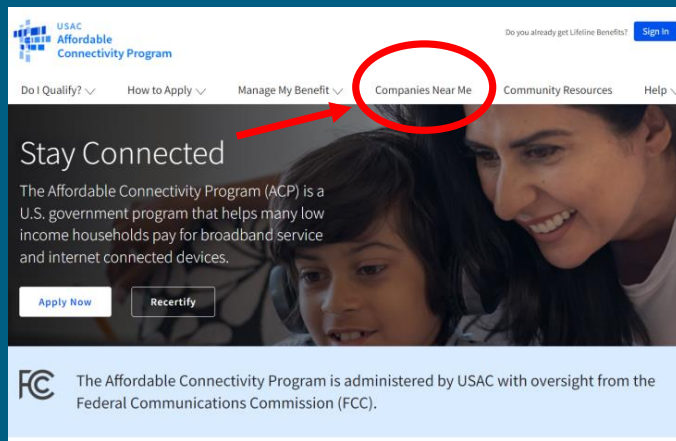 USAC
Affordable
Connectivity Program
Do you already get Lifeline Benefits? Sign In
Do I Qualify? How to Apply Manage My Benefit Companies Near Me Community Resources Help
Stay Connected
The Affordable Connectivity Program (ACP) is a
U.S. government program that helps many low
income households pay for broadband service
and internet connected devices.
Apply Now Recertify
FCC The Affordable Connectivity Program is administered by USAC with oversight from the
Federal Communications Commission (FCC).